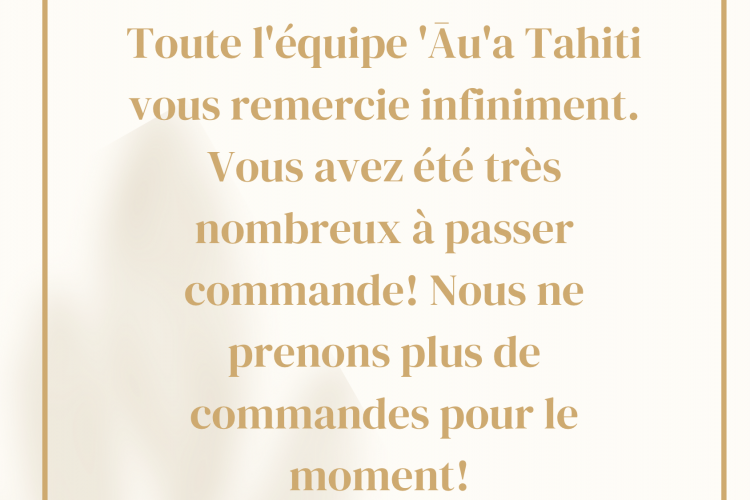 Toute l'équipe 'Āu'a Tahiti
vous remercie infiniment.
Vous avez été très
nombreux à passer
commande! Nous ne
prenons plus de
commandes pour le
moment!